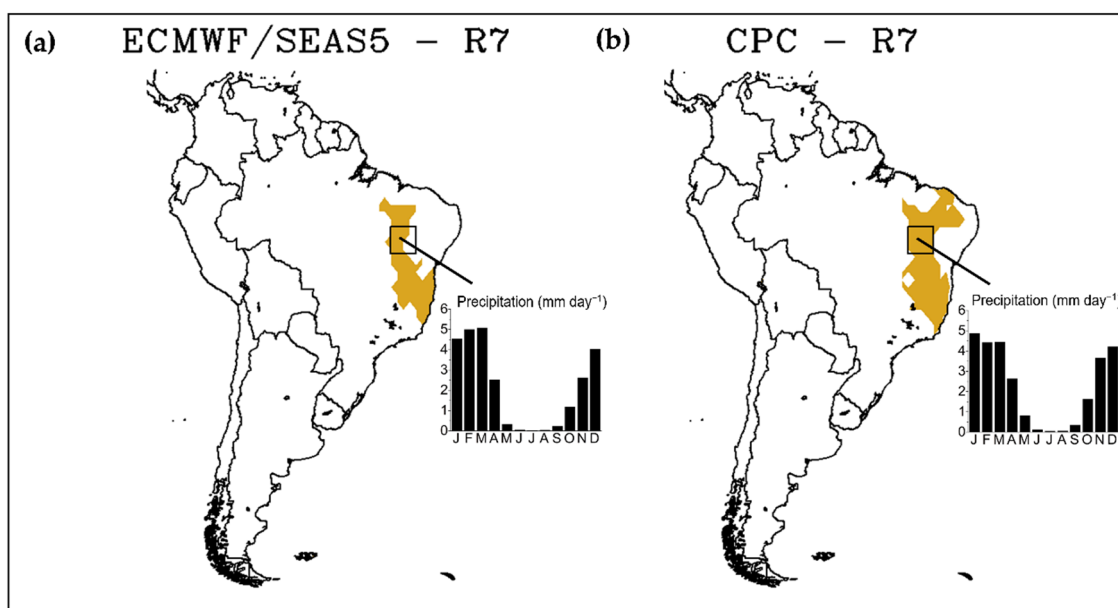 (a) ECMWF/SEAS5 – R7
(b) CPC – R7
Precipitation (mm day⁻¹)
6
5
4
3
2
1
0
J F M A M J J A S O N D
Precipitation (mm day⁻¹)
6
5
4
3
2
1
0
J F M A M J J A S O N D